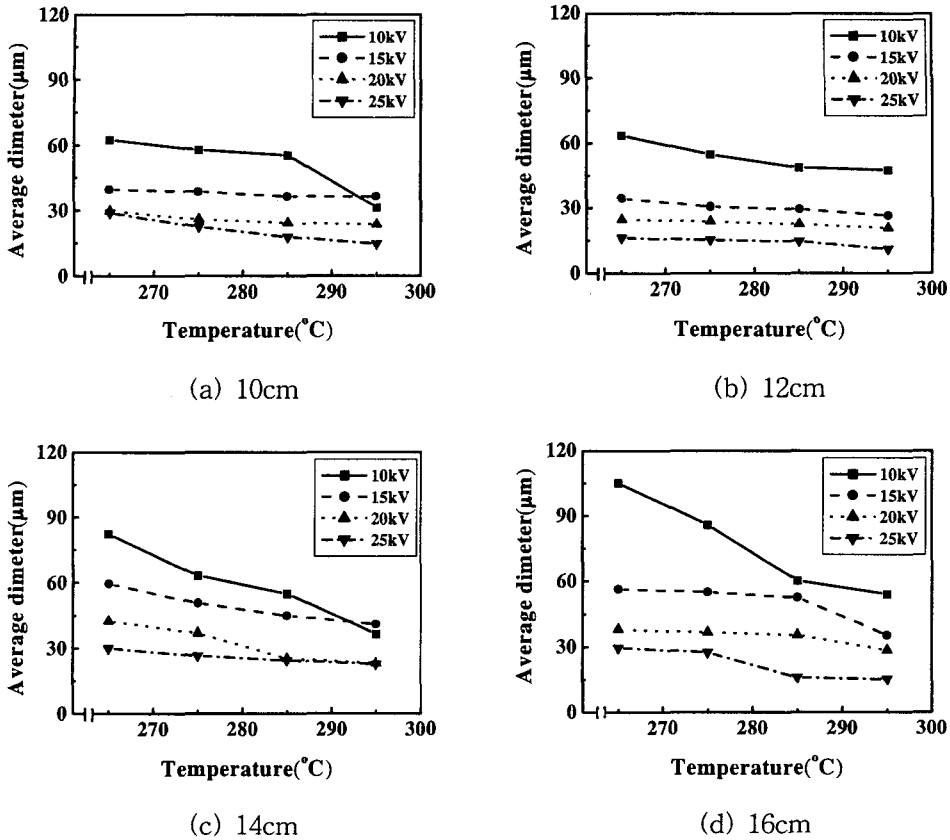 120
90
60
30
0
Average dimeter(μm)
10kV
15kV
20kV
25kV
270 280 290 300
Temperature(°C)
(a) 10cm
120
90
60
30
0
Average dimeter(μm)
10kV
15kV
20kV
25kV
270 280 290 300
Temperature(°C)
(b) 12cm
120
90
60
30
0
Average dimeter(μm)
10kV
15kV
20kV
25kV
270 280 290 300
Temperature(°C)
(c) 14cm
120
90
60
30
0
Average dimeter(μm)
10kV
15kV
20kV
25kV
270 280 290 300
Temperature(°C)
(d) 16cm